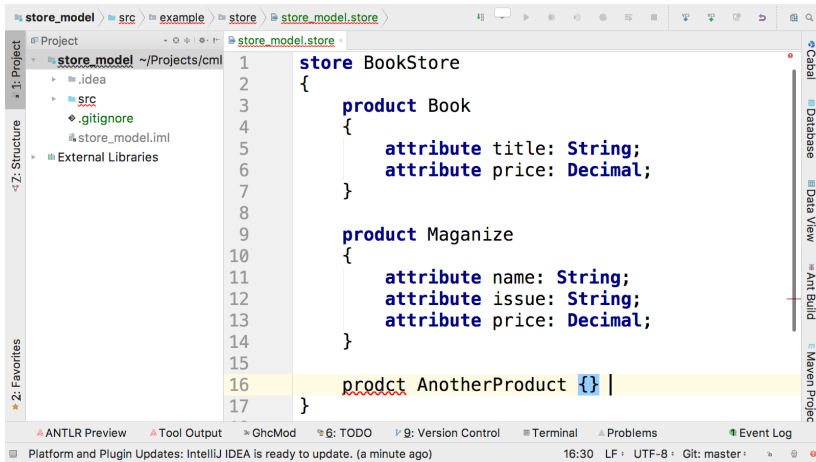 store_model src example store store_model.store
Project
store_model.store
1: Project
Z: Structure
2: Favorites
store_model ~/Projects/cml
.idea
src
.gitignore
store_model.iml
External Libraries
1 store BookStore
2 {
3 product Book
4 {
5 attribute title: String;
6 attribute price: Decimal;
7 }
8
9 product Maganize
10 {
11 attribute name: String;
12 attribute issue: String;
13 attribute price: Decimal;
14 }
15
16 prodct AnotherProduct {}
17 }
Cabal
Database
Data View
Ant Build
Maven Projec
ANTLR Preview Tool Output GhcMod 6: TODO 9: Version Control Terminal Problems Event Log
Platform and Plugin Updates: IntelliJ IDEA is ready to update. (a minute ago) 16:30 LF UTF-8 Git: master